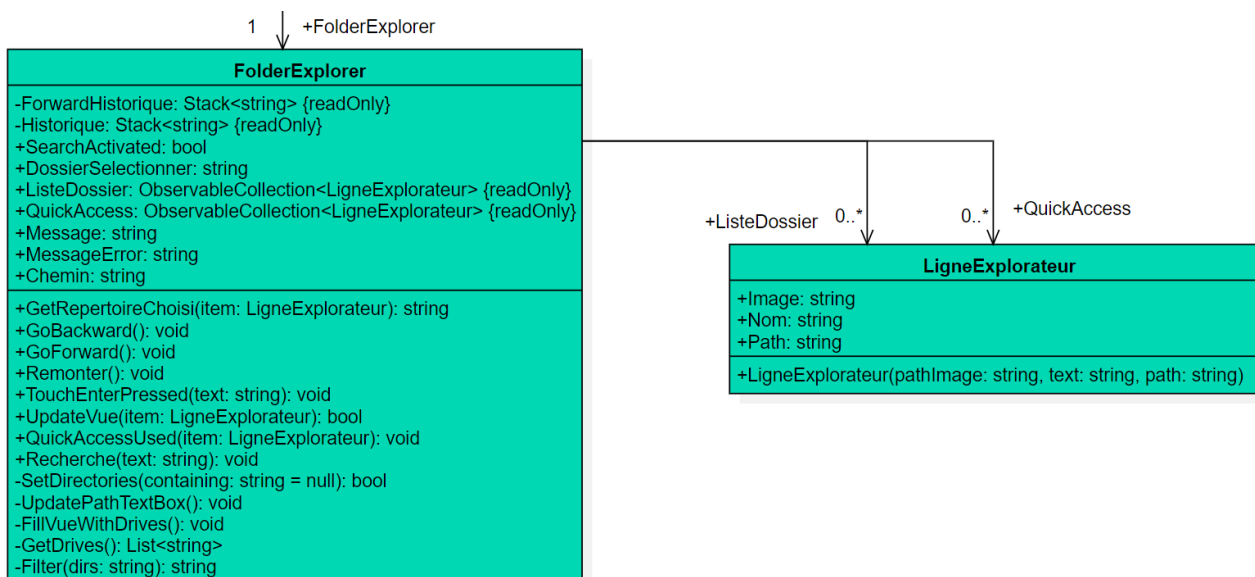 1 +FolderExplorer
FolderExplorer
-ForwardHistorique: Stack<string> {readOnly}
-Historique: Stack<string> {readOnly}
+SearchActivated: bool
+DossierSelectionner: string
+ListeDossier: ObservableCollection<LigneExplorateur> {readOnly}
+QuickAccess: ObservableCollection<LigneExplorateur> {readOnly}
+Message: string
+MessageError: string
+Chemin: string
+GetRepertoireChoisi(item: LigneExplorateur): string
+GoBackward(): void
+GoForward(): void
+Remonter(): void
+TouchEnterPressed(text: string): void
+UpdateVue(item: LigneExplorateur): bool
+QuickAccessUsed(item: LigneExplorateur): void
+Recherche(text: string): void
-SetDirectories(containing: string = null): bool
-UpdatePathTextBox(): void
-FillVueWithDrives(): void
-GetDrives(): List<string>
-Filter(dirs: string): string
+ListeDossier 0..*
0..* +QuickAccess
LigneExplorateur
+Image: string
+Nom: string
+Path: string
+LigneExplorateur(pathImage: string, text: string, path: string)